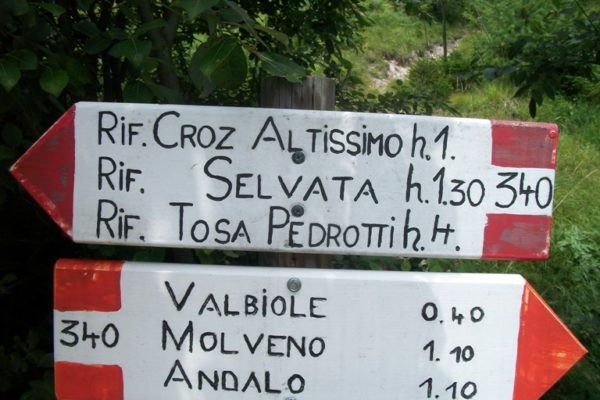 Rif. Croz Altissimo h. 1.
Rif. Selvata h. 1.30 340
Rif. Tosa Pedrotti h. 4.
Valbiole 0.40
340 Molveno 1.10
Andalo 1.10